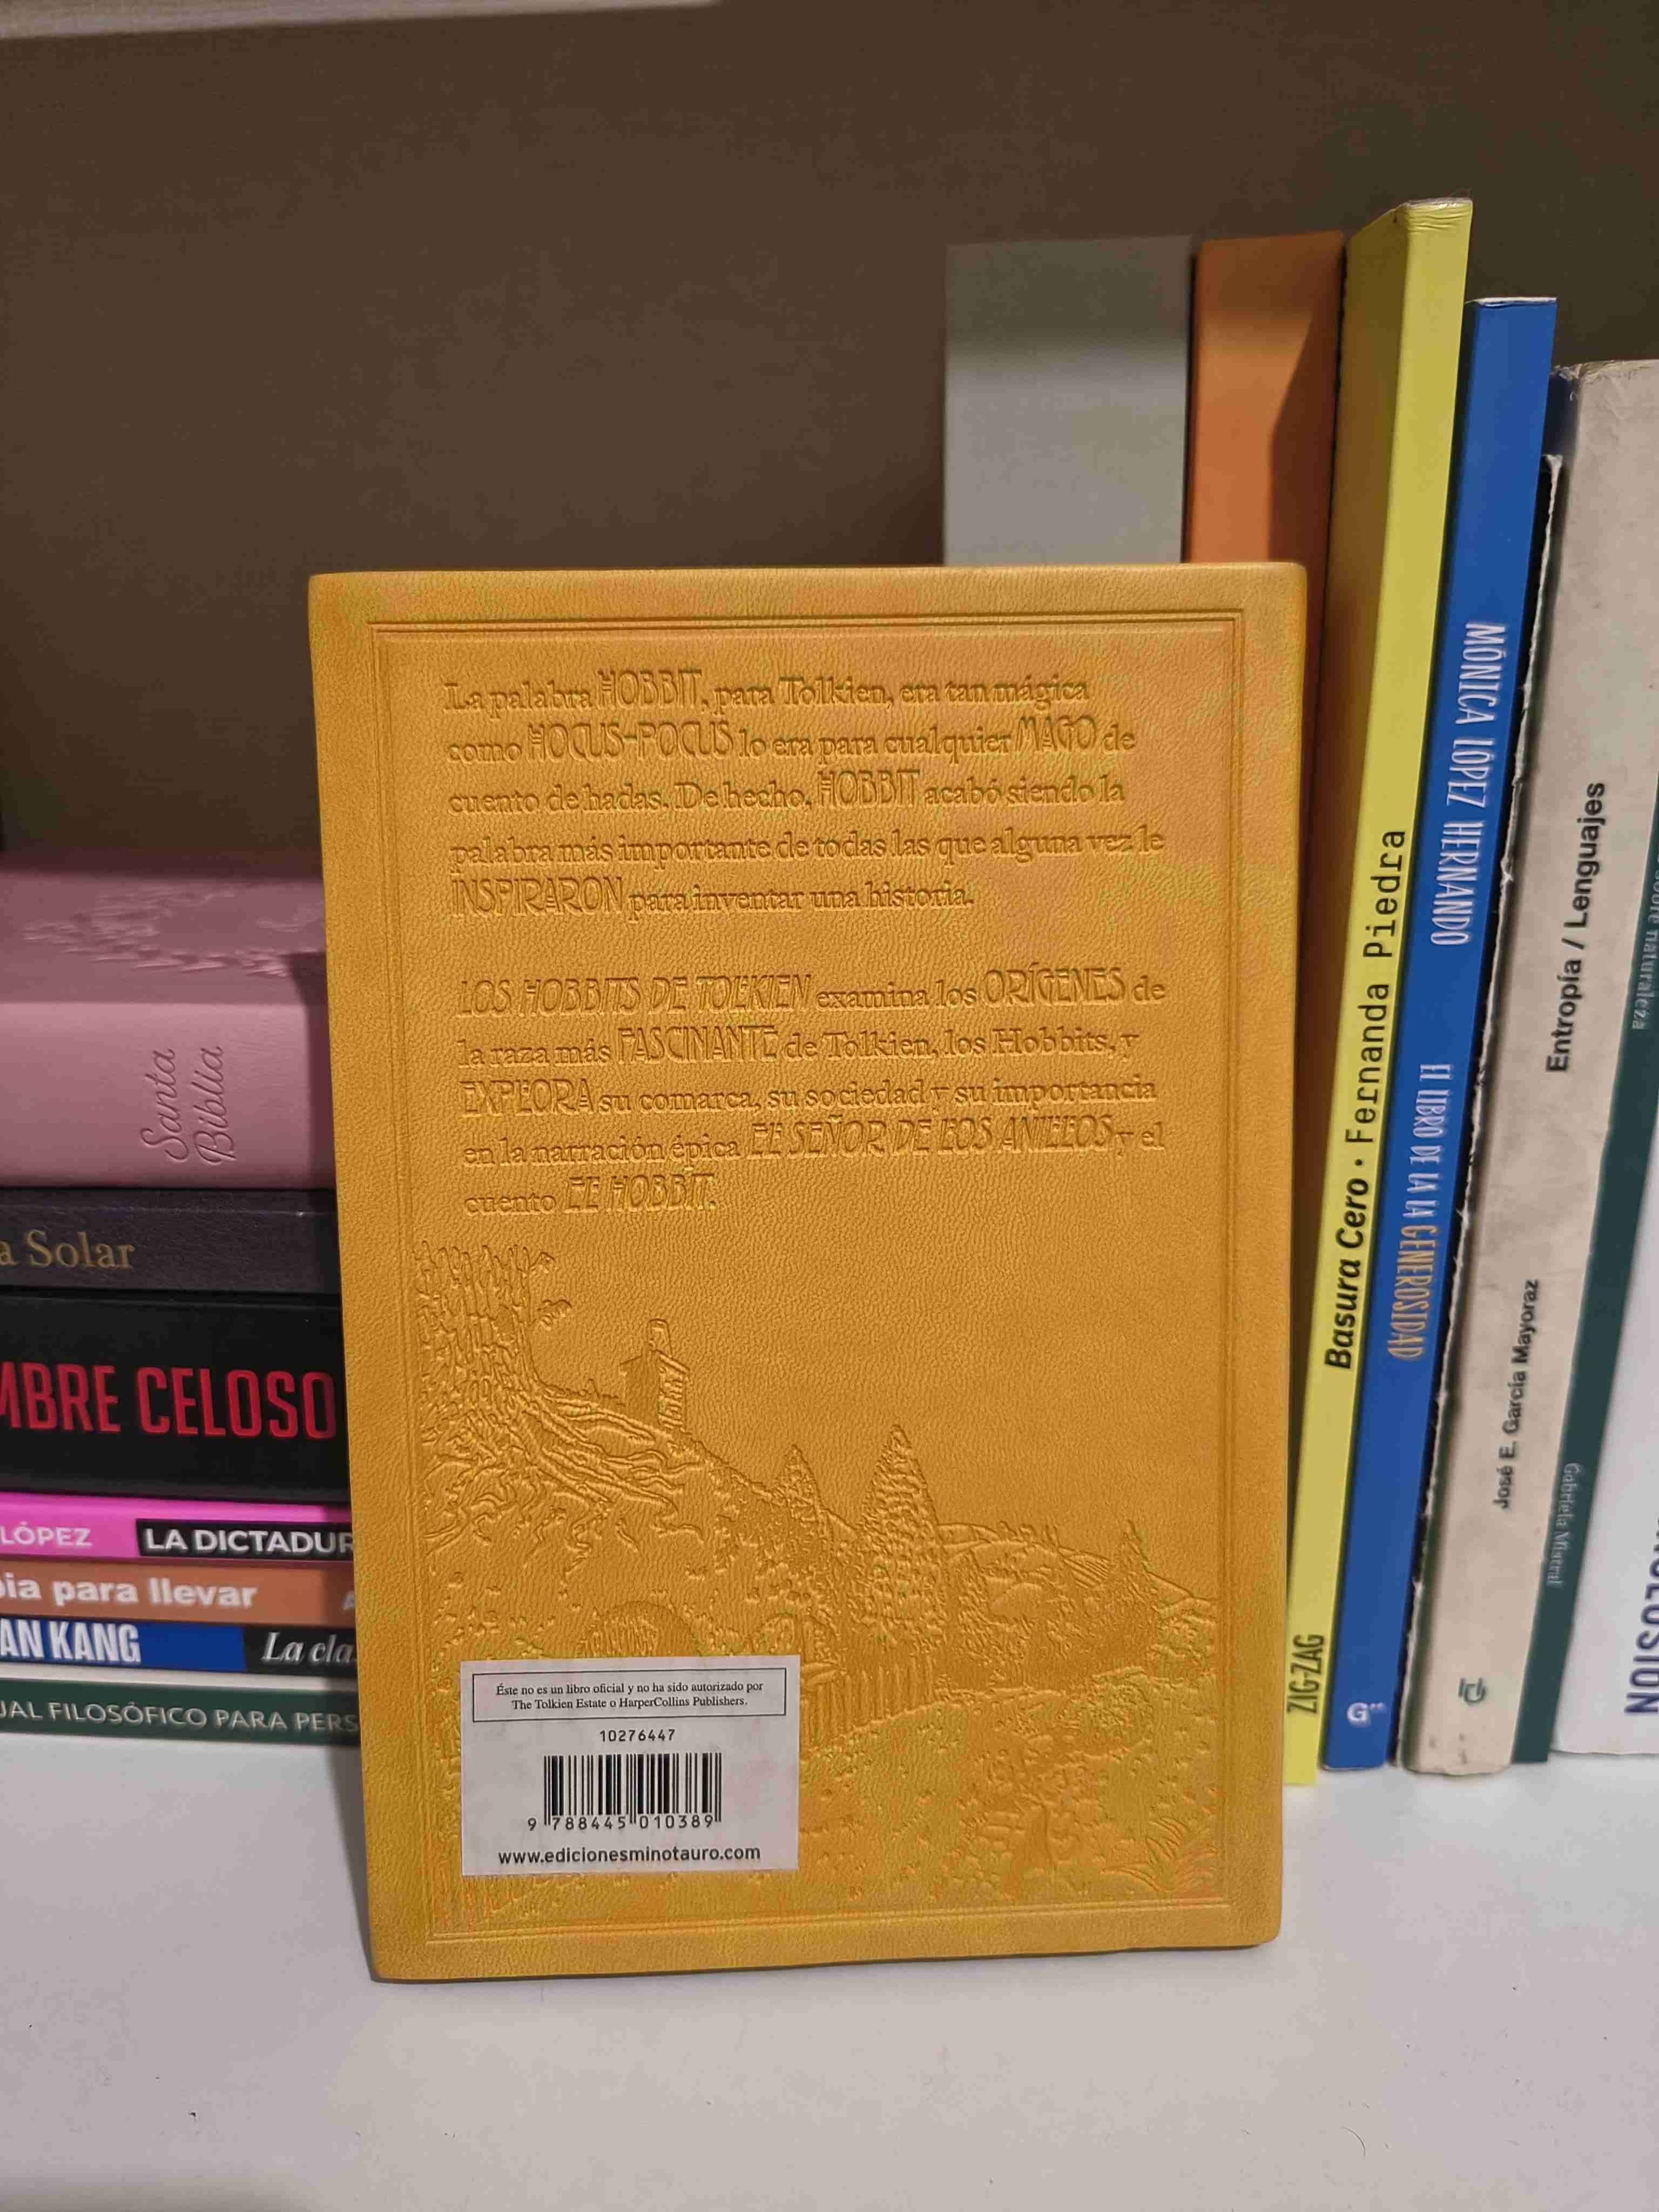 La palabra HOBBIT, para Tolkien, era tan mágica
como HOCUS-POCUS lo era para cualquier MAGO de
cuento de hadas. De hecho, HOBBIT acabó siendo la
palabra más importante de todas las que alguna vez le
INSPIRARON para inventar una historia.
LOS HOBBITS DE TOLKIEN examina los ORÍGENES de
la raza más FASCINANTE de Tolkien, los Hobbits, y
EXPLORA su comarca, su sociedad y su importancia
en la narración épica EL SEÑOR DE LOS ANILLOS y el
cuento EL HOBBIT.
Éste no es un libro oficial y no ha sido autorizado por
The Tolkien Estate o HarperCollins Publishers.
10276447
9 788445 010389
www.edicionesminotauro.com
Santa
Biblia
a Solar
MBRE CELOSO
LÓPEZ LA DICTADUR
ia para llevar
AN KANG La cla
UAL FILOSÓFICO PARA PERS
Basura Cero · Fernanda Piedra
ZIG-ZAG
MÓNICA LÓPEZ HERNANDO
EL LIBRO DE LA LA GENEROSIDAD
José E. García Mayoraz
Entropía / Lenguajes
Gabriela Mistral
naturaleza